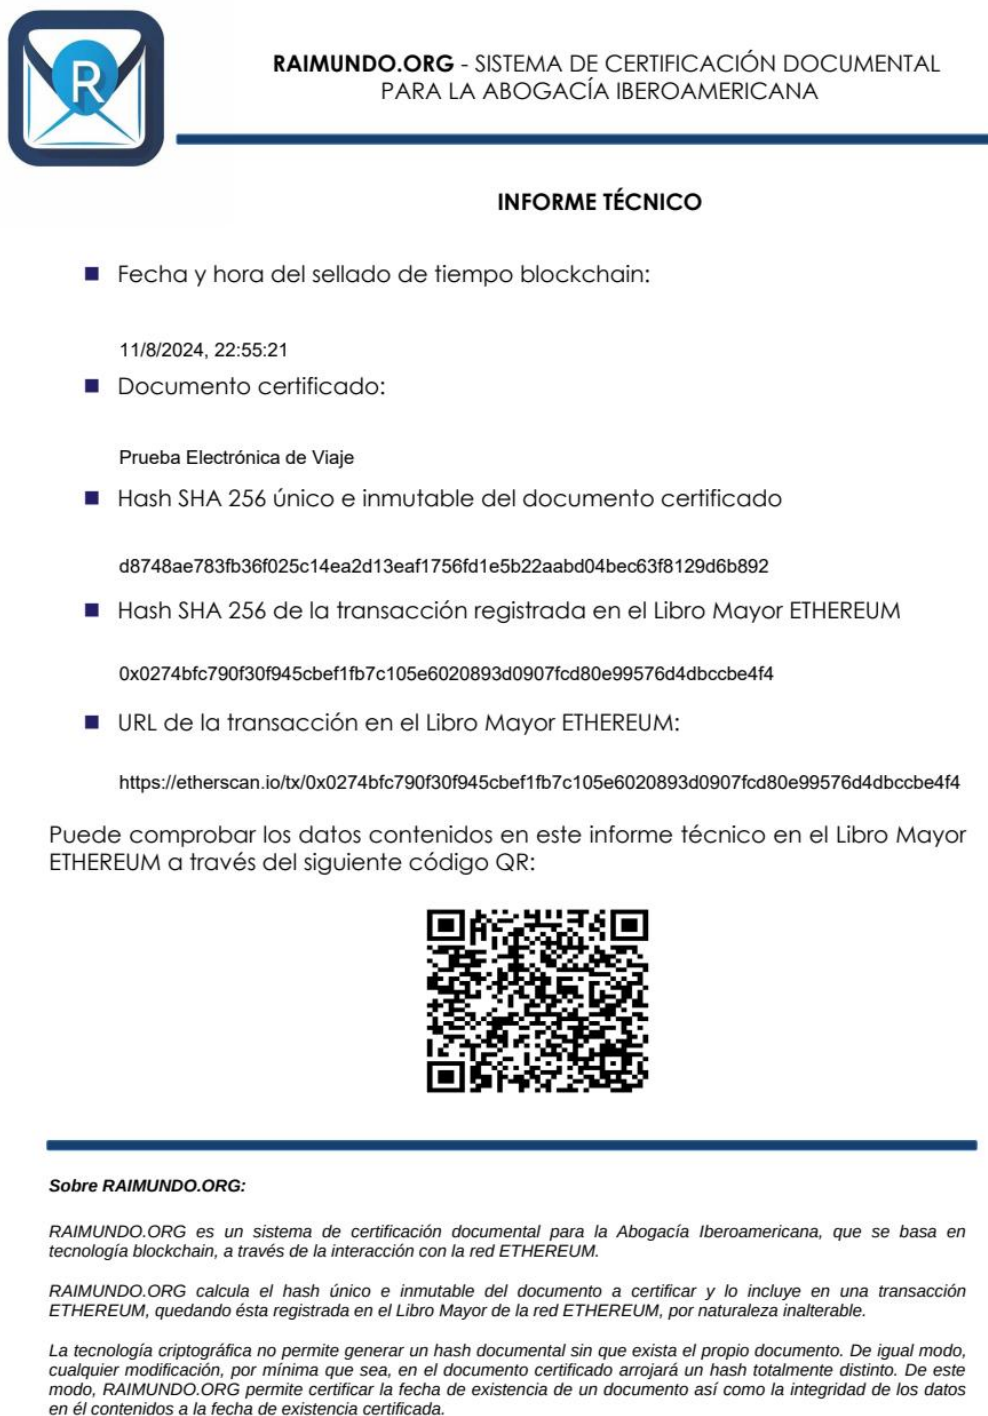 R
RAIMUNDO.ORG - SISTEMA DE CERTIFICACIÓN DOCUMENTAL
PARA LA ABOGACÍA IBEROAMERICANA
INFORME TÉCNICO
Fecha y hora del sellado de tiempo blockchain:
11/8/2024, 22:55:21
Documento certificado:
Prueba Electrónica de Viaje
Hash SHA 256 único e inmutable del documento certificado
d8748ae783fb36f025c14ea2d13eaf1756fd1e5b22aabd04bec63f8129d6b892
Hash SHA 256 de la transacción registrada en el Libro Mayor ETHEREUM
0x0274bfc790f30f945cbef1fb7c105e6020893d0907fcd80e99576d4dbccbe4f4
URL de la transacción en el Libro Mayor ETHEREUM:
https://etherscan.io/tx/0x0274bfc790f30f945cbef1fb7c105e6020893d0907fcd80e99576d4dbccbe4f4
Puede comprobar los datos contenidos en este informe técnico en el Libro Mayor
ETHEREUM a través del siguiente código QR:
Sobre RAIMUNDO.ORG:
RAIMUNDO.ORG es un sistema de certificación documental para la Abogacía Iberoamericana, que se basa en
tecnología blockchain, a través de la interacción con la red ETHEREUM.
RAIMUNDO.ORG calcula el hash único e inmutable del documento a certificar y lo incluye en una transacción
ETHEREUM, quedando ésta registrada en el Libro Mayor de la red ETHEREUM, por naturaleza inalterable.
La tecnología criptográfica no permite generar un hash documental sin que exista el propio documento. De igual modo,
cualquier modificación, por mínima que sea, en el documento certificado arrojará un hash totalmente distinto. De este
modo, RAIMUNDO.ORG permite certificar la fecha de existencia de un documento así como la integridad de los datos
en él contenidos a la fecha de existencia certificada.